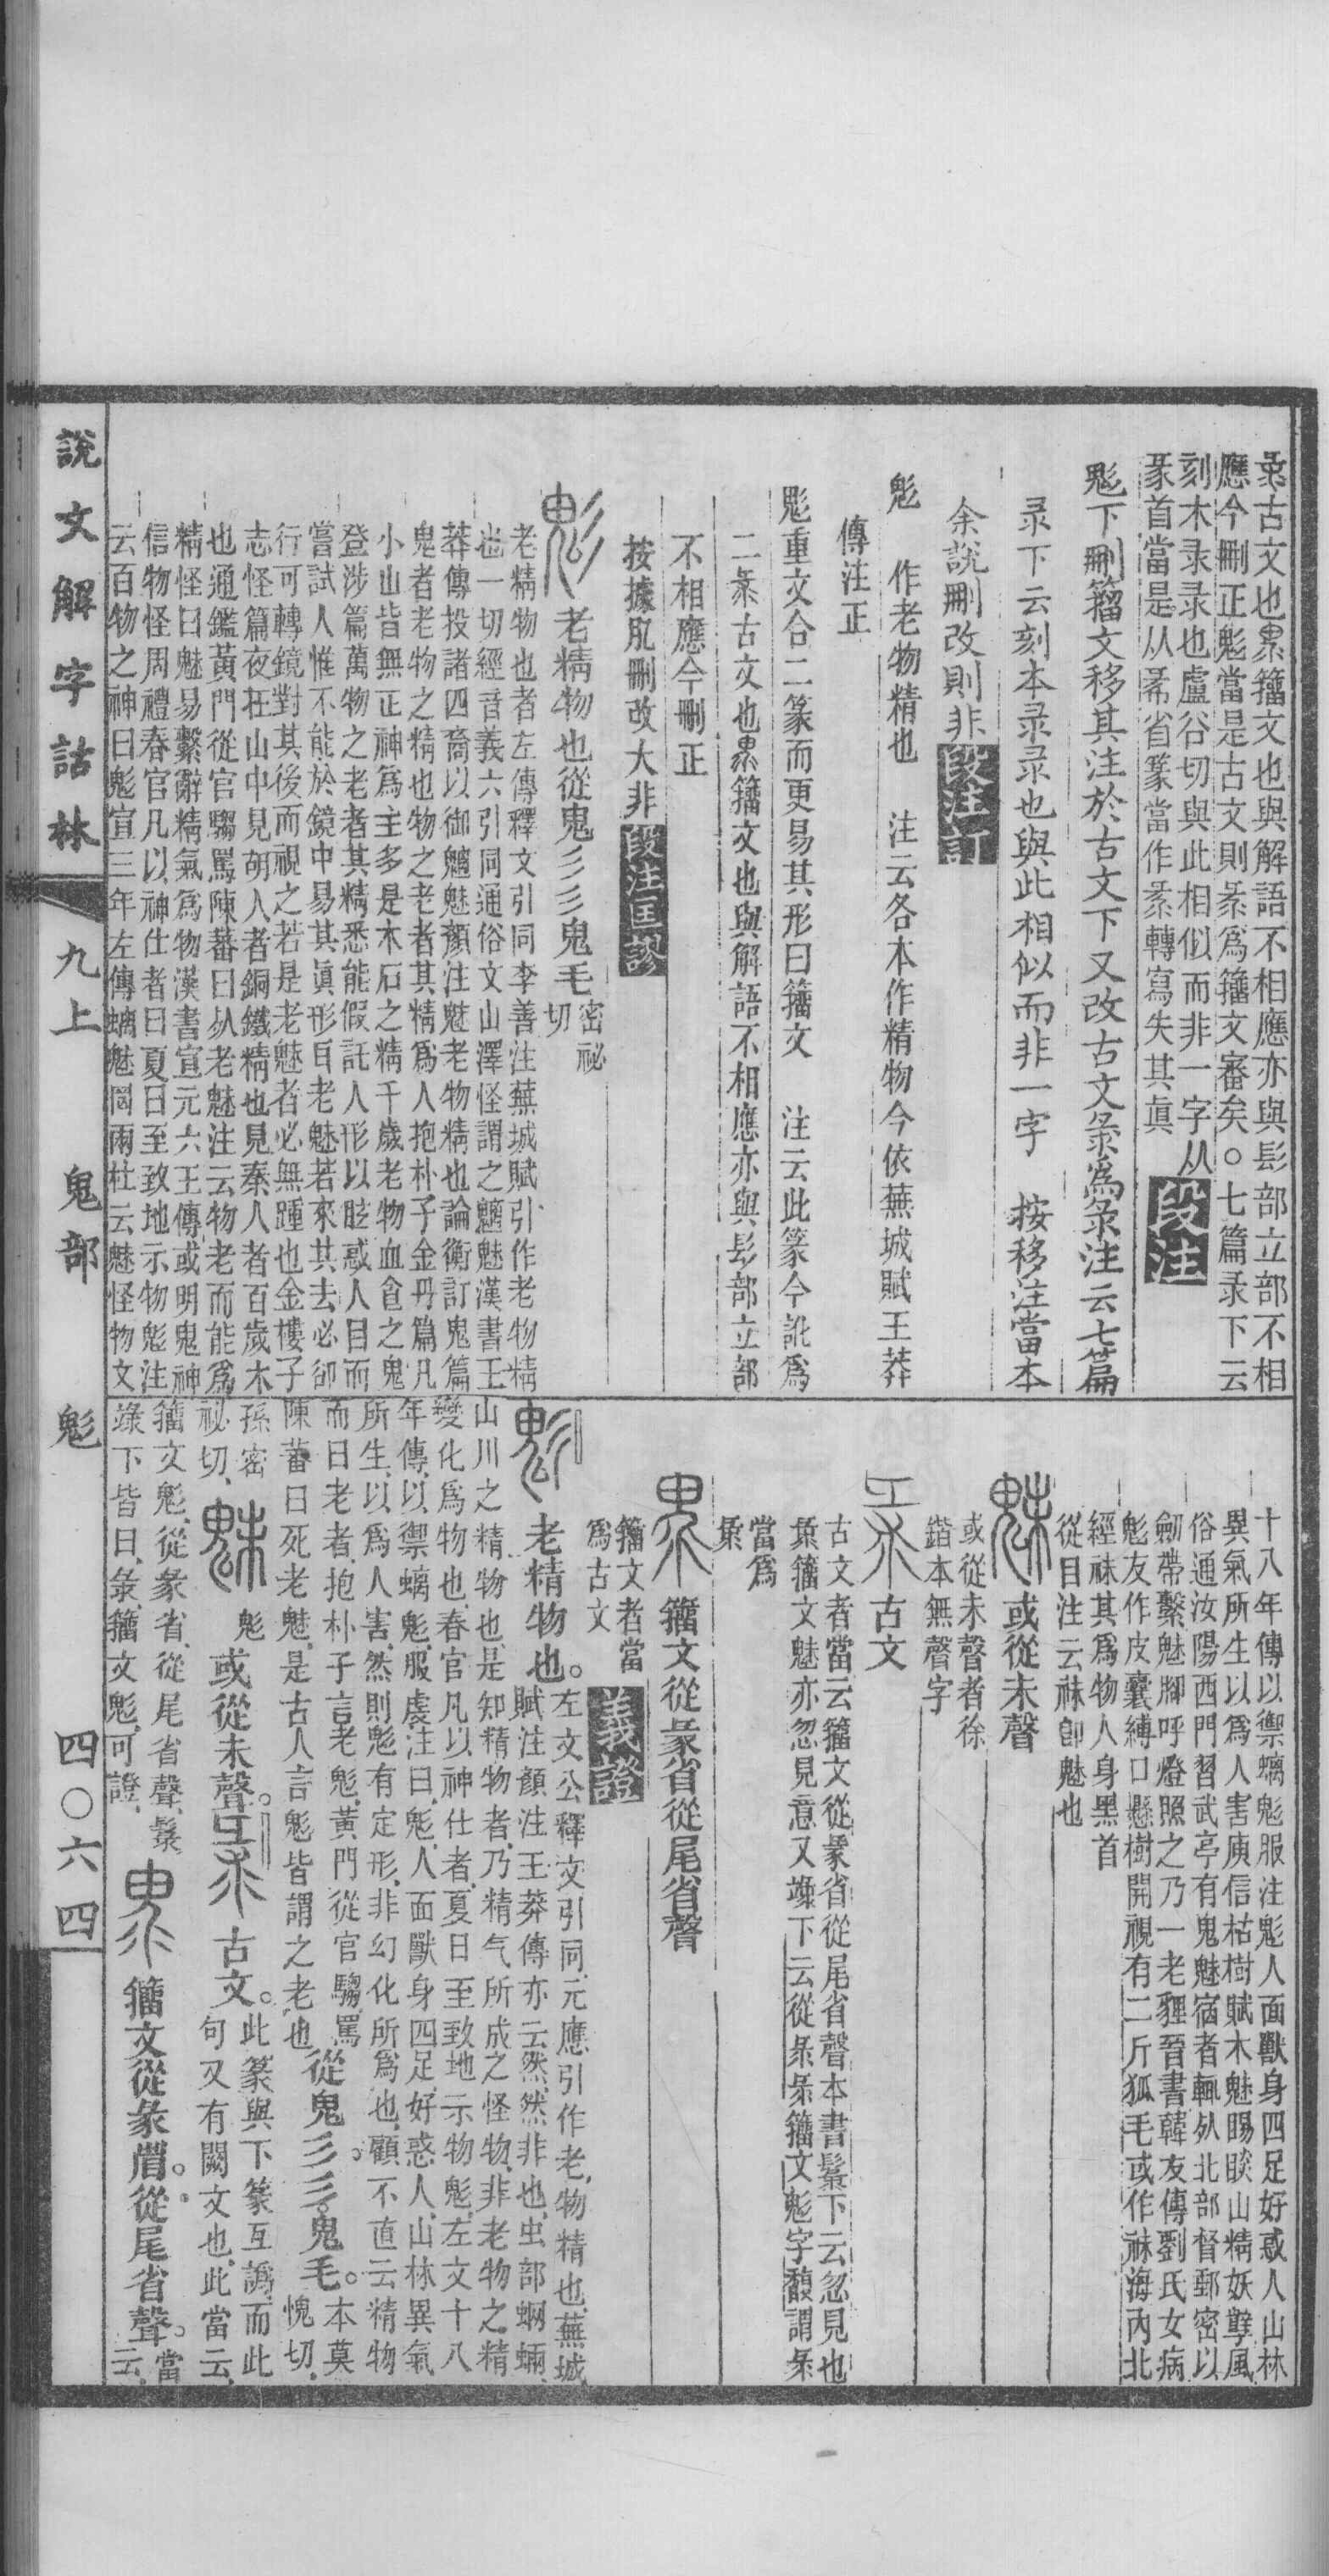 彔古文也㣇籒文也與解語不相應亦與髟部立部不相
應今刪正鬽當是古文則㣇爲籒文審矣。七篇录下云
刻木录录也盧谷切與此相似而非一字从
彖首當是从㣇省篆當作㣇轉寫失其眞
段注
鬽下刪籒文移其注於古文下又改古文㣇爲录注云七篇
录下云刻本录录也與此相似而非一字 按移注當本
余說刪改則非
段注訂
鬽 作老物精也 注云各本作精物今依蕪城賦王莽
傳注正
鬽重文合二篆而更易其形曰籒文 注云此篆今訛爲
二㣇古文也 籒文也與解語不相應亦與髟部立部
不相應今刪正
按據肊刪改大非
段注匡謬
鬽
老精物也從鬼彡彡鬼毛
密祕
切
老精物也者左傳釋文引同李善注蕪城賦引作老物精
也一切經音義六引同通俗文山澤怪謂之魑魅漢書王
莽傳投諸四裔以御魑魅顏注魅老物精也論衡訂鬼篇
鬼者老物之精也物之老者其精爲人抱朴子金丹篇凡
小山皆無正神爲主多是木石之精千歲老物血食之鬼
登涉篇萬物之老者其精悉能假託人形以眩惑人目而
嘗試人惟不能於鏡中易其眞形百老魅若來其去必卻
行可轉鏡對其後而視之若是老魅者必無踵也金樓子
志怪篇夜在山中見胡人者銅鐵精也見秦人者百歲木
也通鑑黃門從官騶罵陳蕃曰死老魅注云物老而能爲
精怪曰魅易繫辭精氣爲物漢書宣元六王傳或明鬼神
信物怪周禮春官凡以神仕者曰夏日至致地示物鬽注
云百物之神曰鬽宣三年左傳螭魅罔兩杜云魅怪物文
十八年傳以禦螭鬽服注鬽人面獸身四足好惑人山林
異氣所生以爲人害庾信枯樹賦木魅睗睒山精妖孽風
俗通汝陽西門習武亭有鬼魅宿者輒死北部督郵密以
劒帶繫魅腳呼燈照之乃一老貍晉書韓友傳劉氏女病
鬽友作皮囊縛口懸樹開視有二斤狐毛或作䰨海內北
經䰨其爲物人身黑首
從目注云䰨卽魅也
魅
或從未聲
或從未聲者徐
鍇本無聲字
古文
古文者當云籒文從彖省從尾省聲本書鬕下云忽見也
㣇籒文魅亦忽見意又䇐下云從㣇㣇籒文鬽字馥謂㣇
當爲
㣇
籒文從彖省從尾省聲
籒文者當
爲古文
義證
鬽
老精物也。
左文公釋文引同元應引作老物精也蕪城
賦注顏注王莽傳亦云然然非也虫部蝄蜽
山川之精物也是知精物者乃精气所成之怪物非老物之精
變化爲物也春官凡以神仕者夏日至致地示物鬽左文十八
年傳以禦螭鬽服虔注曰鬽人面獸身四足好惑人山林異氣
所生以爲人害然則鬽有定形非幻化所爲也顧不直云精物
而曰老者抱朴子言老鬽黃門從官騶罵
陳蕃曰死老魅是古人言鬽皆謂之老也
從鬼彡。彡鬼毛。
本莫
愧切
孫密
祕切
魅
鬽或從未聲。
古文。
此篆與下篆互譌而此
句又有闕文也此當云
籒文鬽從彖省從尾省聲鬕
䇐下皆曰㣇籒文鬽可證
籒文從彖省。從尾省聲。
當
云
說文解字詁林
九上 鬼部 鬽
四〇六四